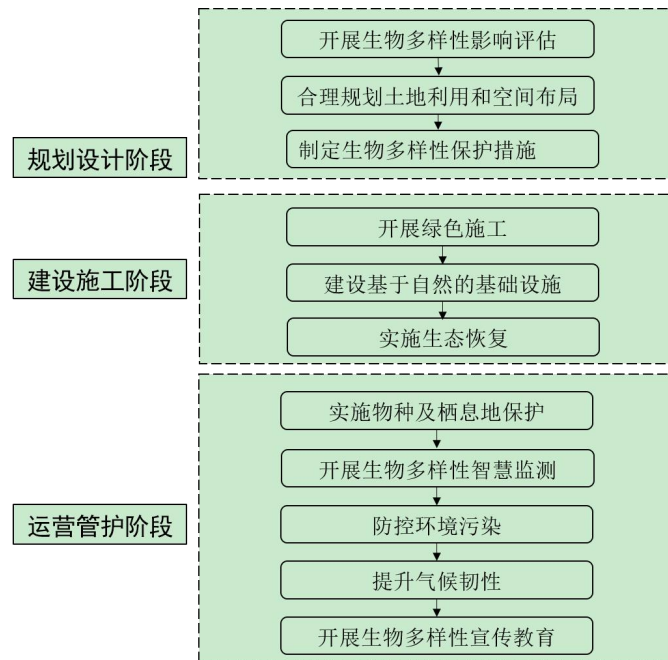 开展生物多样性影响评估
合理规划土地利用和空间布局
制定生物多样性保护措施
规划设计阶段
开展绿色施工
建设基于自然的基础设施
实施生态恢复
建设施工阶段
实施物种及栖息地保护
开展生物多样性智慧监测
防控环境污染
提升气候韧性
开展生物多样性宣传教育
运营管护阶段